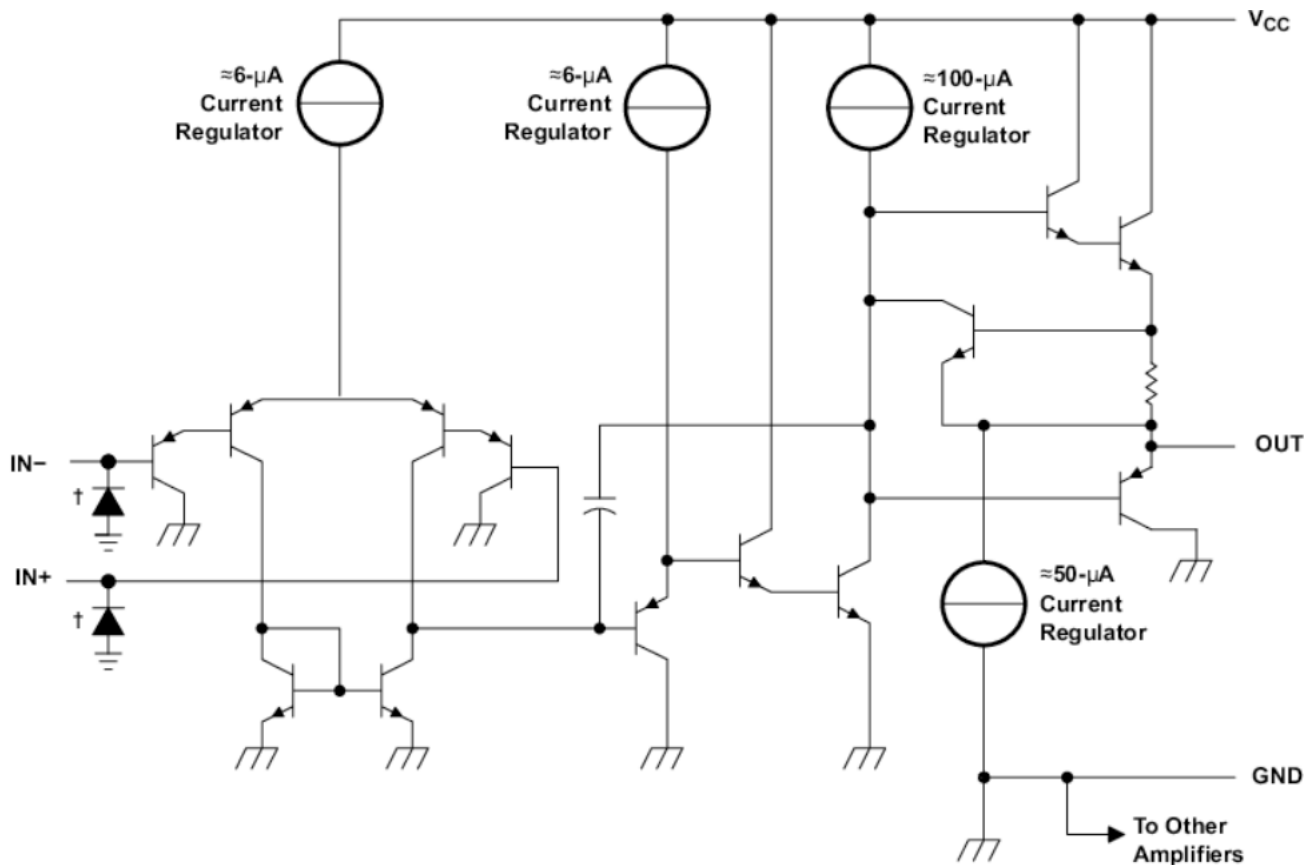 VCC
≈6-µA
Current
Regulator
≈6-µA
Current
Regulator
≈100-µA
Current
Regulator
IN−
†
OUT
IN+
†
≈50-µA
Current
Regulator
GND
To Other
Amplifiers